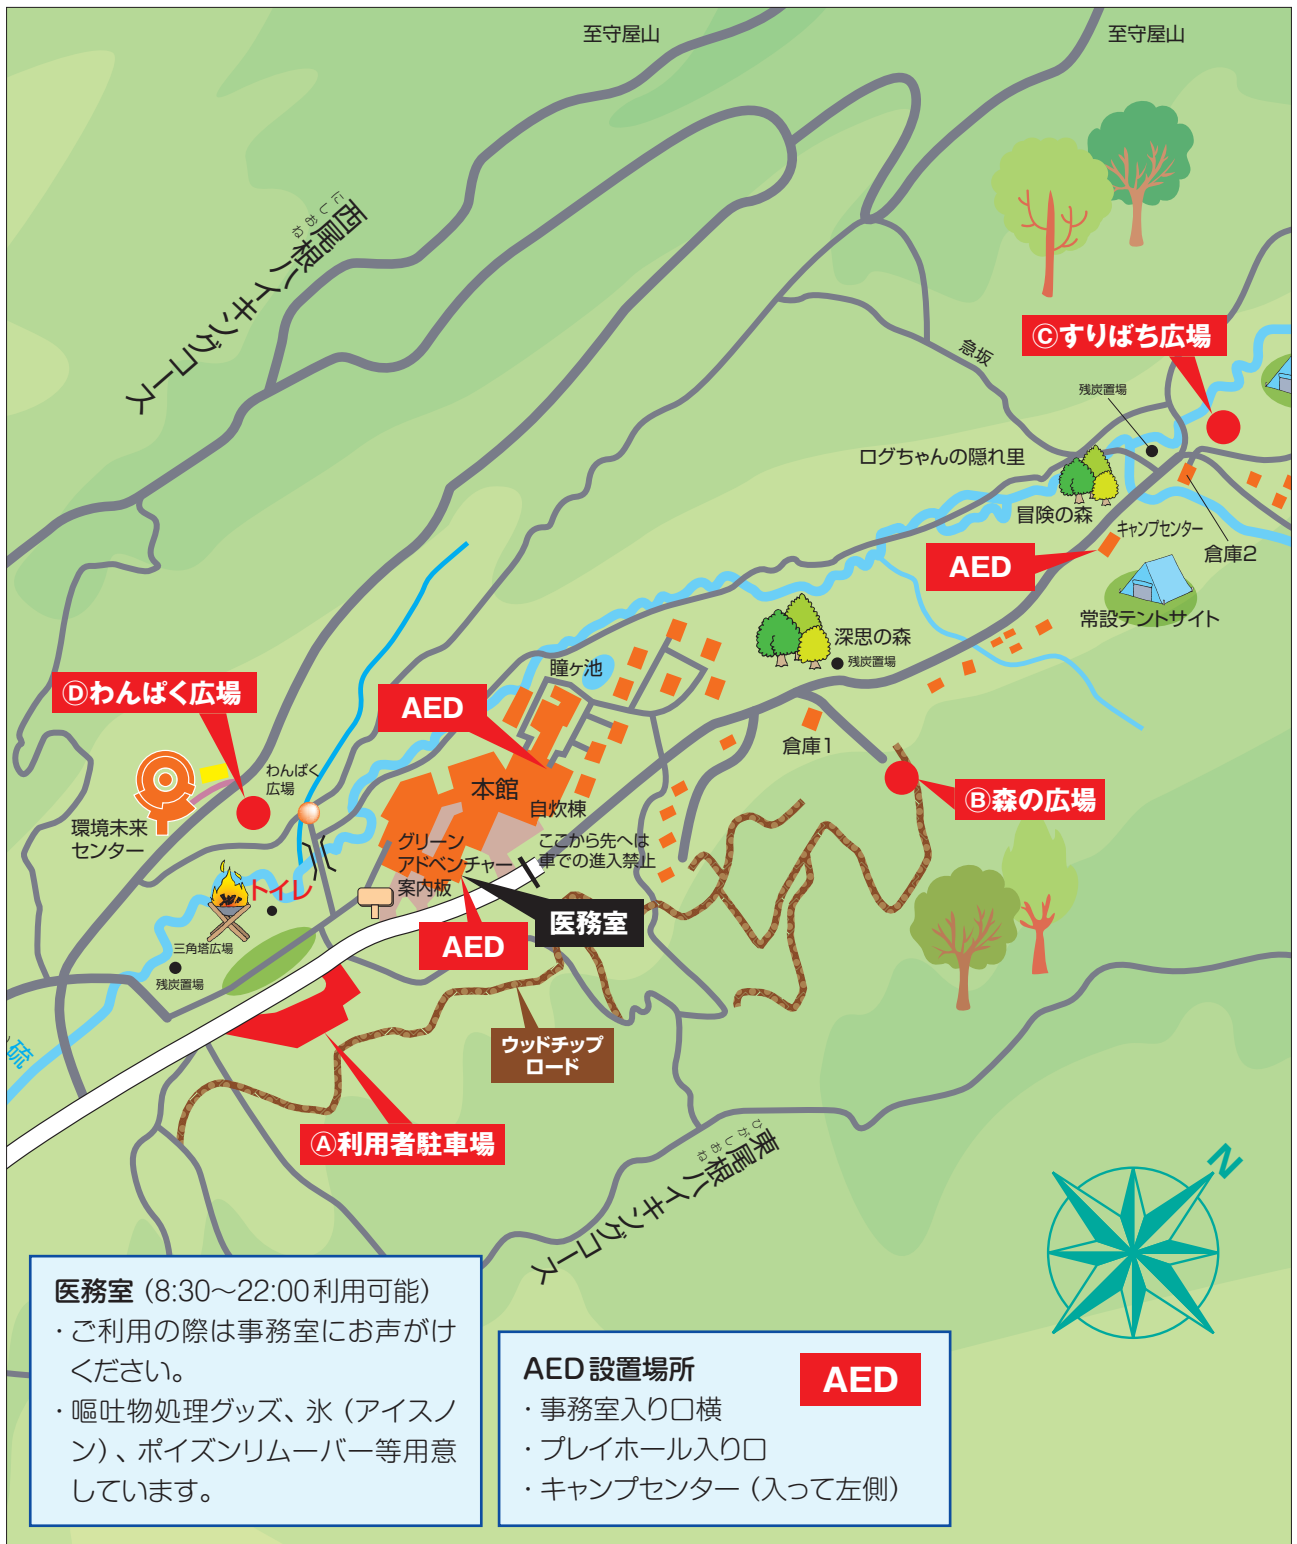 至守屋山
至守屋山
西尾根ハイキングコース
にしおね
Ⓒすりばち広場
急坂
残炭置場
ログちゃんの隠れ里
冒険の森
キャンプセンター
AED
倉庫2
常設テントサイト
深思の森
残炭置場
瞳ヶ池
Ⓓわんぱく広場
AED
倉庫1
わんぱく
広場
本館
自炊棟
Ⓑ森の広場
環境未来
センター
グリーン
アドベンチャー
案内板
ここから先へは
車での進入禁止
トイレ
医務室
AED
三角塔広場
残炭置場
ウッドチップ
ロード
硫
Ⓐ利用者駐車場
東尾根ハイキングコース
ひがしおね
N
医務室（8:30～22:00利用可能）
・ご利用の際は事務室にお声がけ
ください。
・嘔吐物処理グッズ、氷（アイスノ
ン）、ポイズンリムーバー等用意
しています。
AED設置場所
AED
・事務室入り口横
・プレイホール入り口
・キャンプセンター（入って左側）